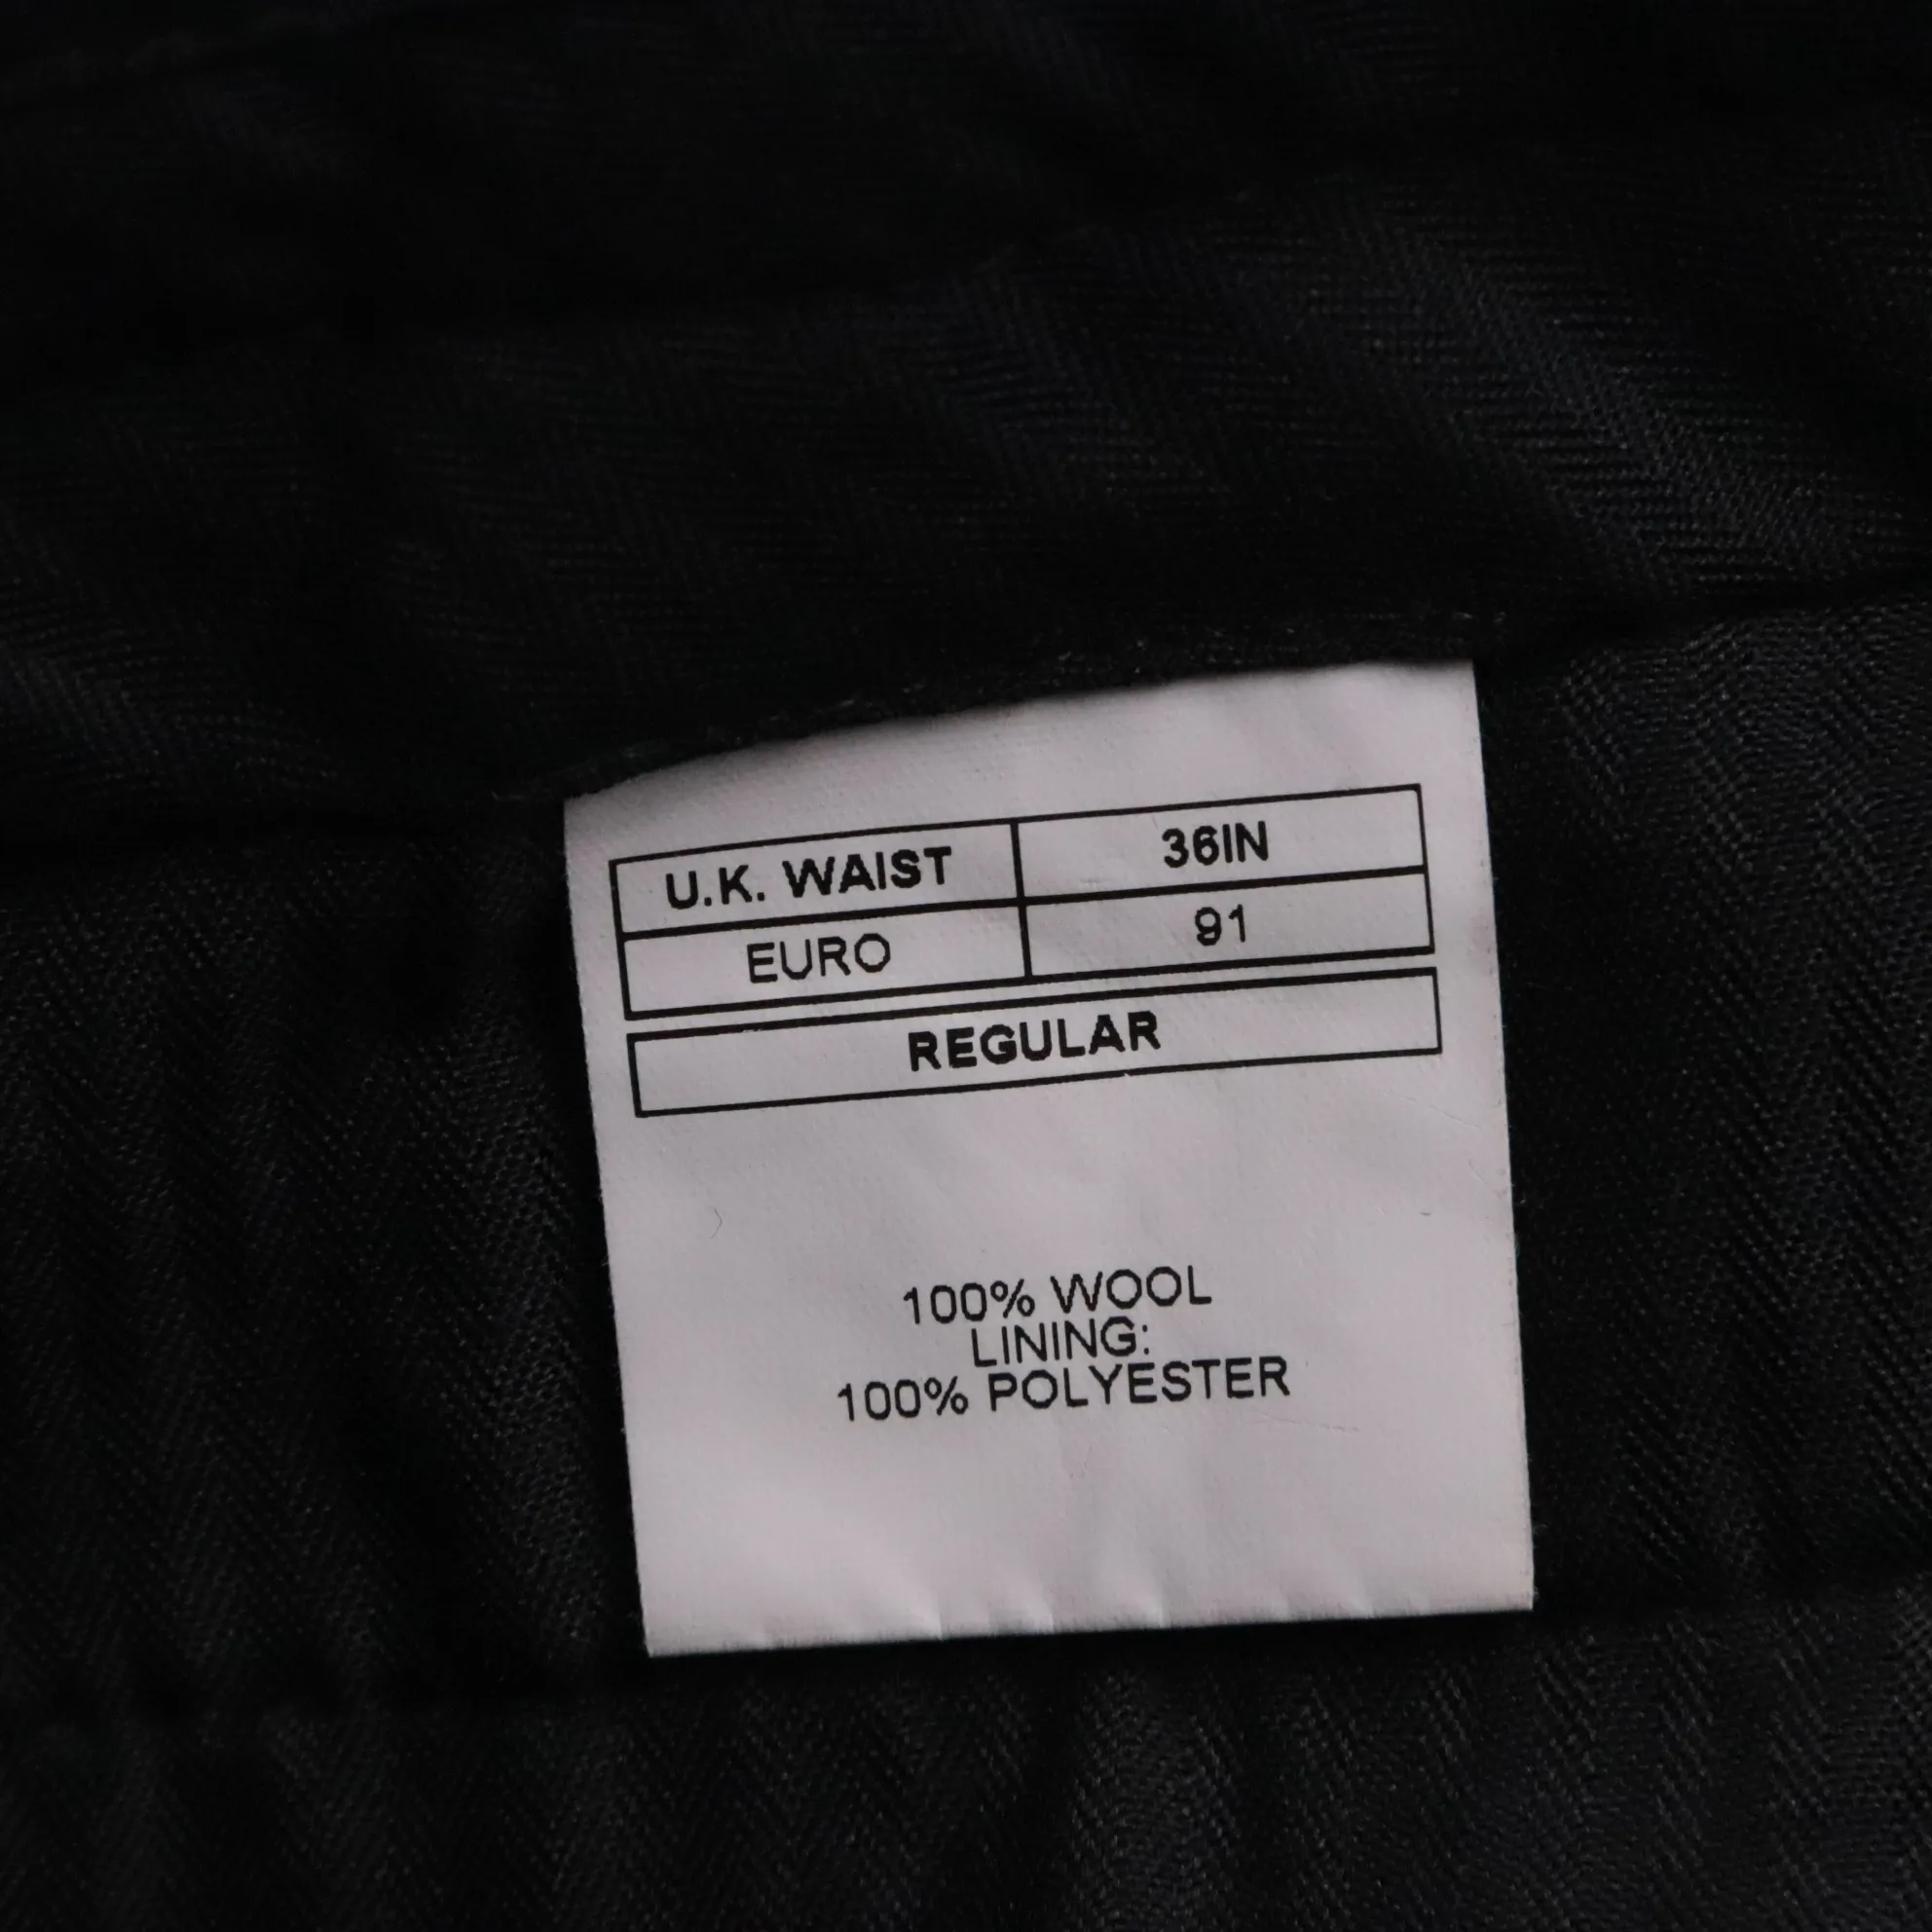 U.K. WAIST 36IN
EURO 91
REGULAR
100% WOOL
LINING:
100% POLYESTER